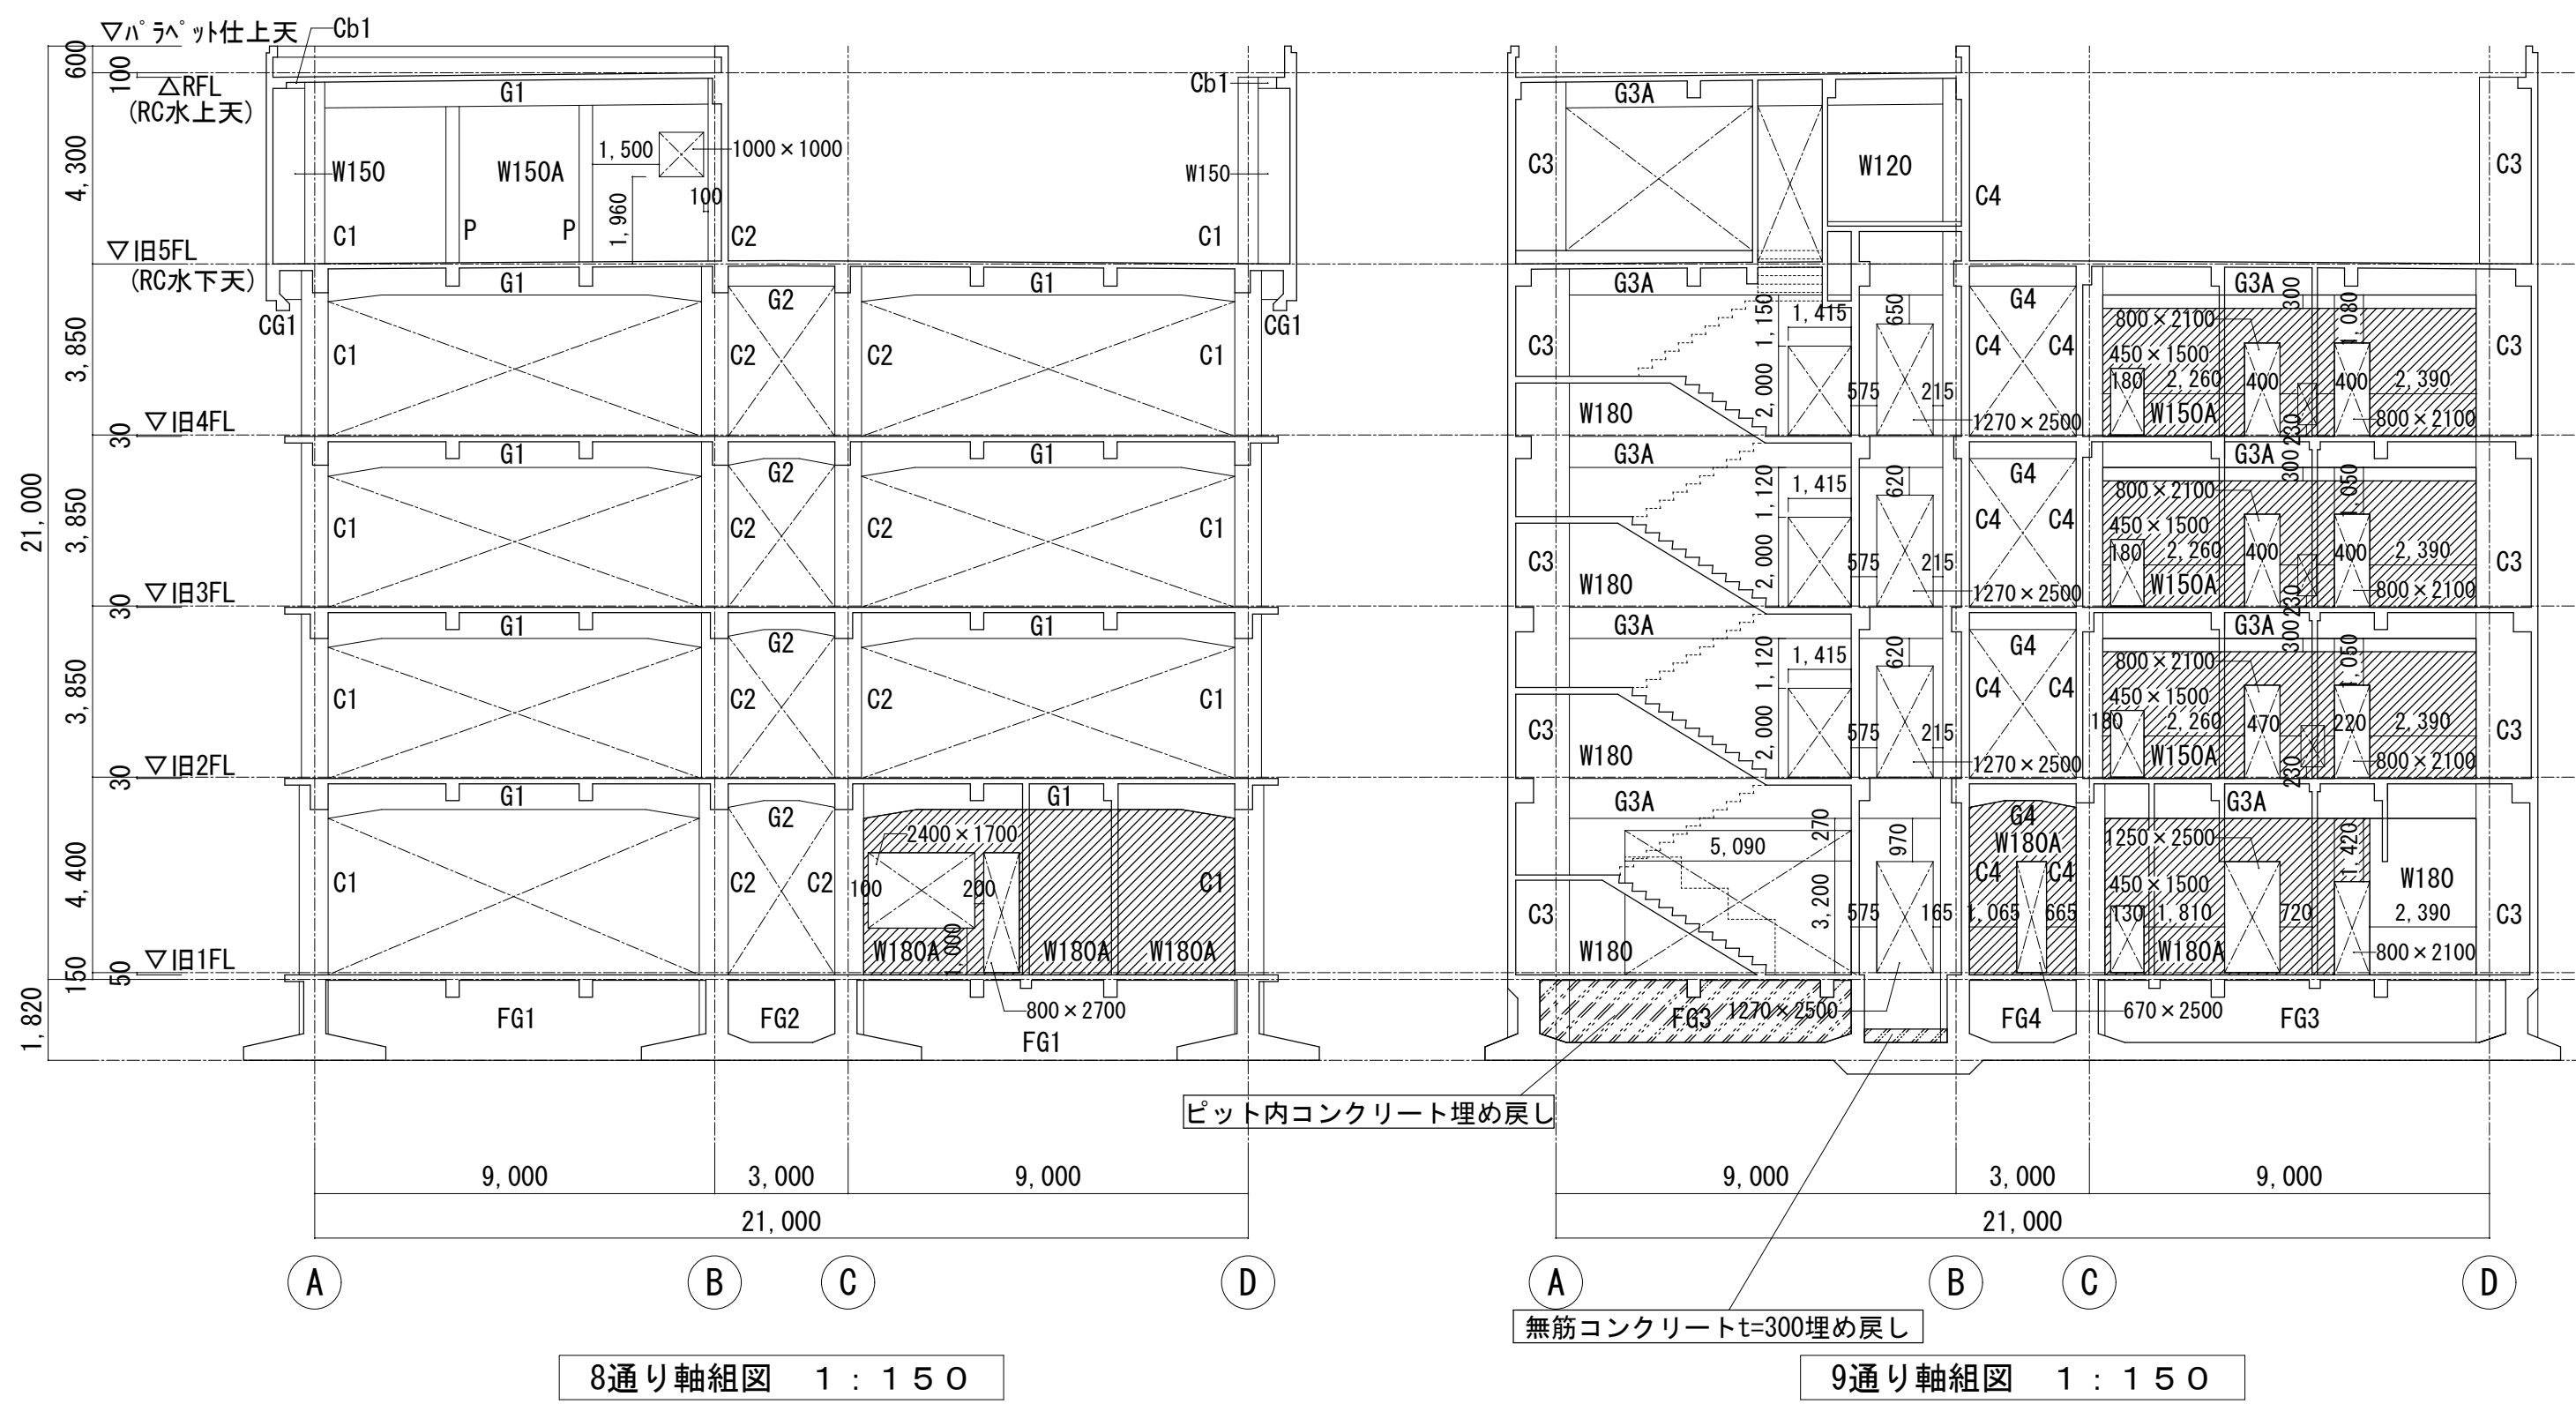 ▽ﾊﾟﾗﾍﾟｯﾄ仕上天
Cb1
600
100
△RFL
(RC水上天)
4,300
▽旧5FL
(RC水下天)
3,850
▽旧4FL
30
3,850
▽旧3FL
30
3,850
▽旧2FL
30
4,400
▽旧1FL
150
50
1,820
21,000
G1
W150
W150A
1,500
1000×1000
100
1,960
C1
P
P
C2
Cb1
W150
C1
CG1
CG1
G1
G2
G1
C1
C2
C2
C1
G1
G2
G1
C1
C2
C2
C1
G1
G2
G1
C1
C2
C2
C1
G1
G2
G1
2400×1700
C1
C2
C2
100
200
C1
1,000
W180A
W180A
W180A
800×2700
FG1
FG2
FG1
9,000
3,000
9,000
21,000
A
B
C
D
8通り軸組図 1:150
G3A
C3
W120
C4
C3
G3A
1,150
1,415
650
G4
G3A
300
1,080
800×2100
C3
C4
C4
450×1500
C3
2,000
575
215
180
2,260
400
400
2,390
W180
1270×2500
W150A
230
800×2100
G3A
1,120
1,415
620
G4
G3A
300
1,050
800×2100
C4
C4
450×1500
C3
2,000
575
215
180
2,260
400
400
2,390
C3
W180
1270×2500
W150A
230
800×2100
G3A
1,120
1,415
620
G4
G3A
300
1,050
800×2100
C4
C4
450×1500
C3
2,000
575
215
180
2,260
470
220
2,390
C3
W180
1270×2500
W150A
230
800×2100
G3A
270
970
5,090
G4
W180A
G3A
1250×2500
1,420
C4
C4
450×1500
W180
C3
3,200
575
165
1,065
665
130
1,810
720
2,390
C3
W180
W180A
800×2100
FG3
1270×2500
FG4
670×2500
FG3
ピット内コンクリート埋め戻し
9,000
3,000
9,000
21,000
A
B
C
D
無筋コンクリートt=300埋め戻し
9通り軸組図 1:150